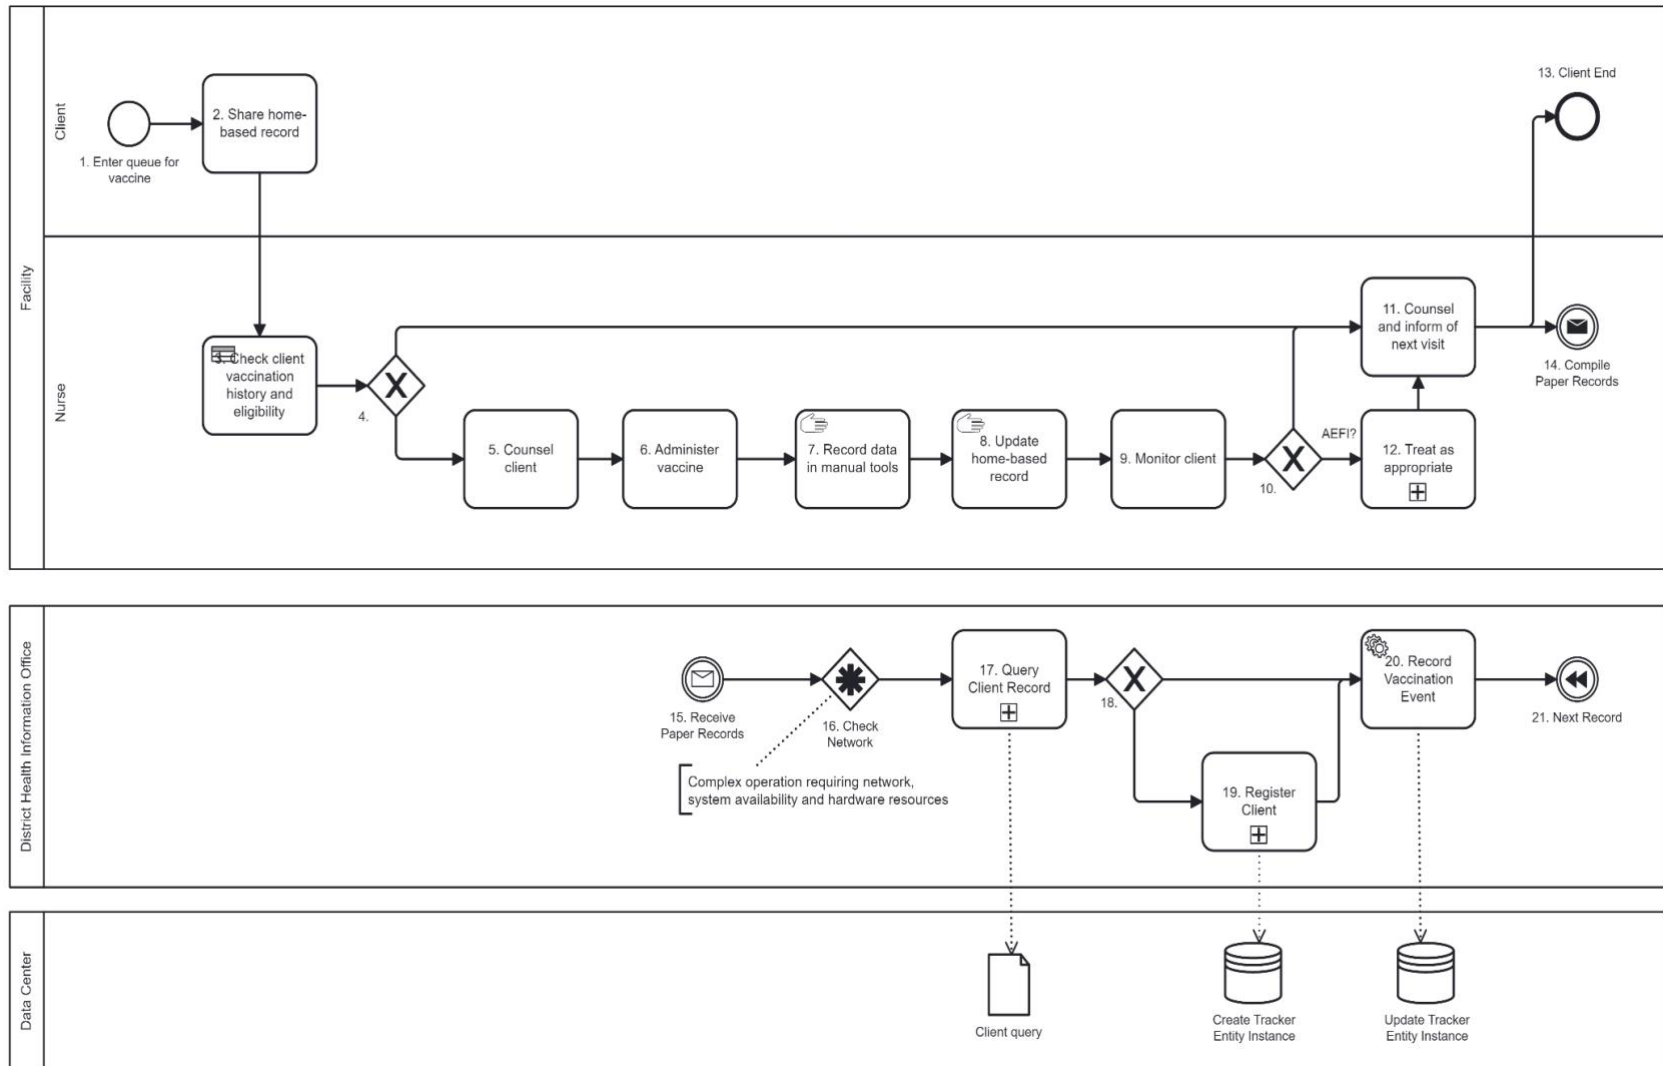 13. Client End
Client
2. Share home-
based record
1. Enter queue for
vaccine
Facility
Nurse
3. Check client
vaccination
history and
eligibility
4.
5. Counsel
client
6. Administer
vaccine
7. Record data
in manual tools
8. Update
home-based
record
9. Monitor client
10.
AEFI?
11. Counsel
and inform of
next visit
12. Treat as
appropriate
14. Compile
Paper Records
District Health Information Office
15. Receive
Paper Records
16. Check
Network
Complex operation requiring network,
system availability and hardware resources
17. Query
Client Record
18.
19. Register
Client
20. Record
Vaccination
Event
21. Next Record
Data Center
Client query
Create Tracker
Entity Instance
Update Tracker
Entity Instance